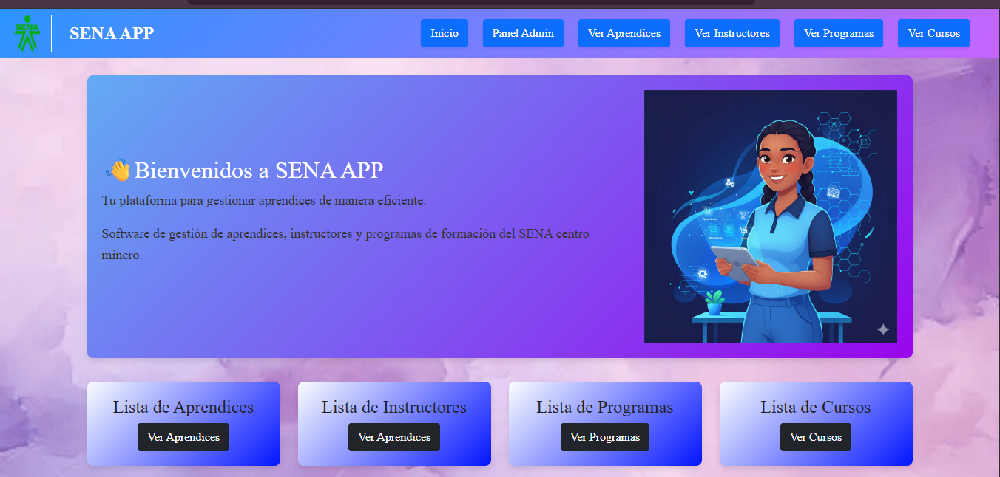 SENA
SENA APP
Inicio
Panel Admin
Ver Aprendices
Ver Instructores
Ver Programas
Ver Cursos
👋 Bienvenidos a SENA APP
Tu plataforma para gestionar aprendices de manera eficiente.
Software de gestión de aprendices, instructores y programas de formación del SENA centro
minero.
Lista de Aprendices
Ver Aprendices
Lista de Instructores
Ver Aprendices
Lista de Programas
Ver Programas
Lista de Cursos
Ver Cursos